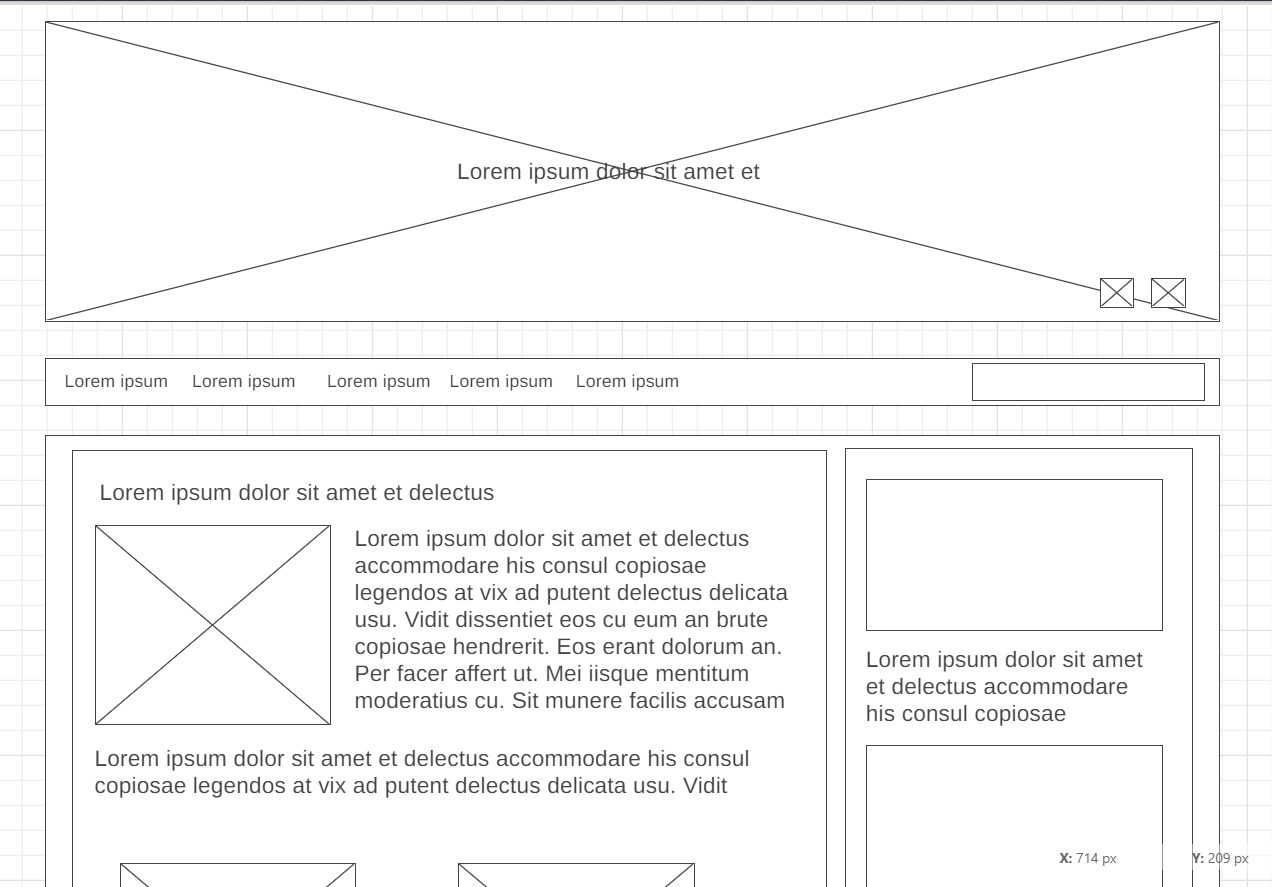 Lorem ipsum dolor sit amet et
Lorem ipsum Lorem ipsum Lorem ipsum Lorem ipsum Lorem ipsum
Lorem ipsum dolor sit amet et delectus
Lorem ipsum dolor sit amet et delectus
accommodare his consul copiosae
legendos at vix ad putent delectus delicata
usu. Vidit dissentiet eos cu eum an brute
copiosae hendrerit. Eos erant dolorum an.
Per facer affert ut. Mei iisque mentitum
moderatius cu. Sit munere facilis accusam
Lorem ipsum dolor sit amet et delectus accommodare his consul
copiosae legendos at vix ad putent delectus delicata usu. Vidit
Lorem ipsum dolor sit amet
et delectus accommodare
his consul copiosae
X: 714 px Y: 209 px